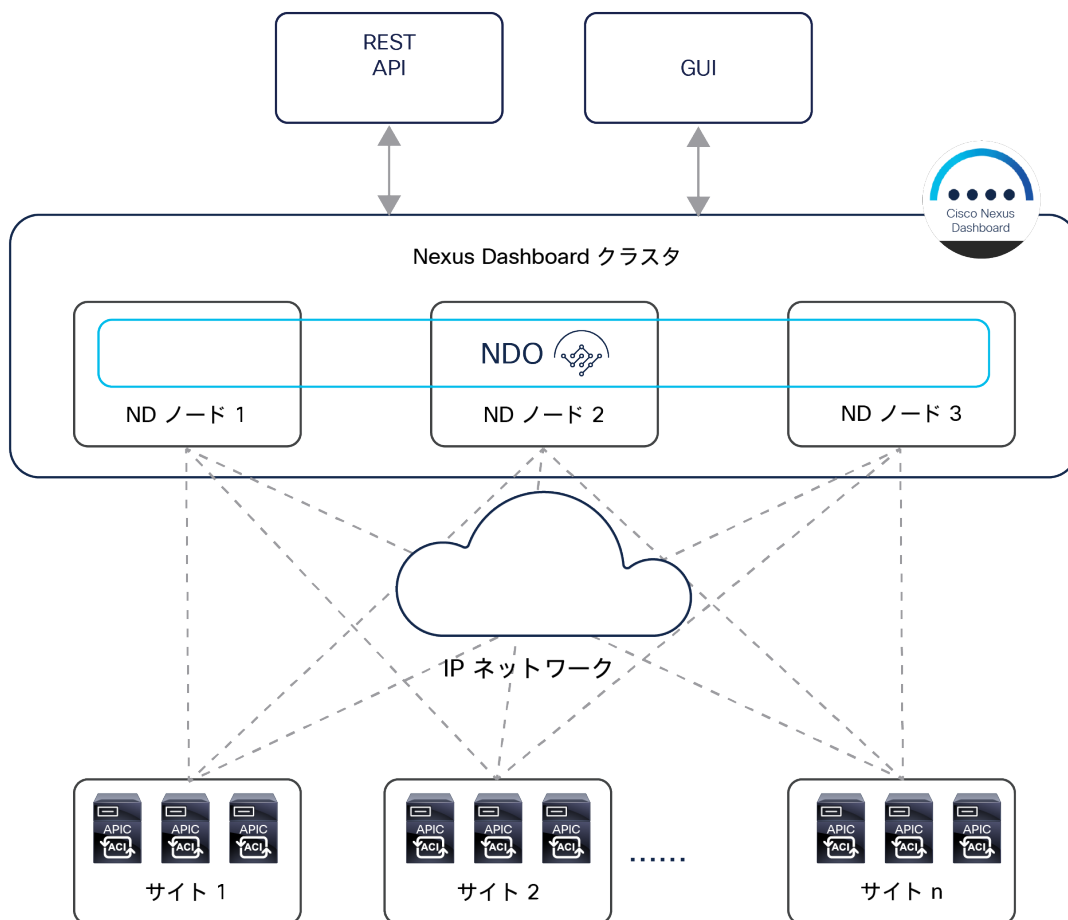 REST
API
GUI
Cisco Nexus
Dashboard
Nexus Dashboard クラスタ
NDO
ND ノード 1
ND ノード 2
ND ノード 3
IP ネットワーク
APIC
ACI
APIC
ACI
APIC
ACI
APIC
ACI
APIC
ACI
APIC
ACI
APIC
ACI
APIC
ACI
APIC
ACI
......
サイト 1
サイト 2
サイト n